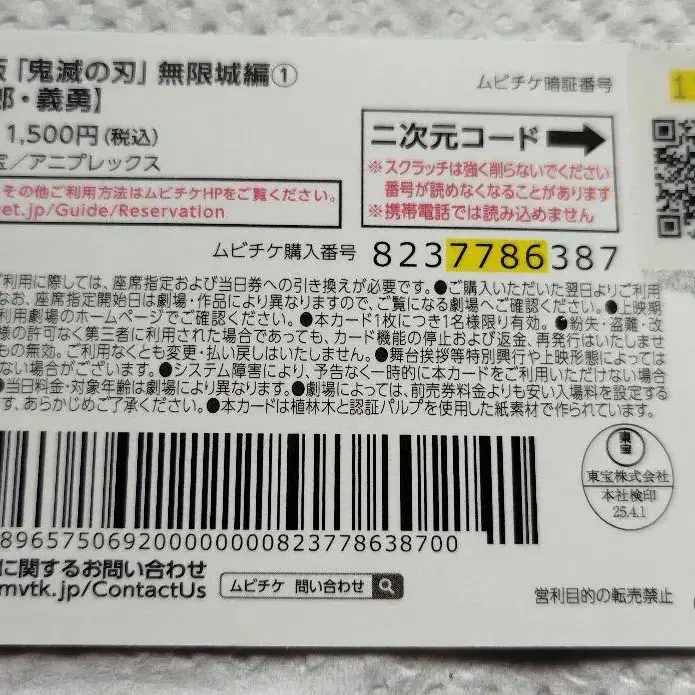 版「鬼滅の刃」無限城編①
郎・義勇】
1,500円(税込)
宝/アニプレックス
その他ご利用方法はムビチケHPをご覧ください。
et.jp/Guide/Reservation
ムビチケ暗証番号
1
二次元コード
※スクラッチは強く削らないでください
番号が読めなくなることがあります
※携帯電話では読み込めません
ムビチケ購入番号 8237786387
ご利用に際しては、座席指定および当日券への引き換えが必要です。●ご購入いただいた翌日よりご利用
なお、座席指定開始日は劇場・作品により異なりますので、ご覧になる劇場へご確認ください。●上映期
利用劇場のホームページでご確認ください。●本カード1枚につき1名様限り有効。●紛失・盗難・改
様の許可なく第三者に利用された場合であっても、カード機能の停止および返金、再発行はいたしませ
もの無効。ご利用なくとも変更・払い戻しはいたしません。●舞台挨拶等特別興行や上映形態によっては
ない場合がございます。●システム障害により、予告なく一時的に本カードをご利用いただけない場合
●当日料金・対象年齢は劇場により異なります。●劇場によっては、前売券料金よりも安い入場料を設定する
す、あらかじめご了承ください。●本カードは植林木と認証パルプを使用した紙素材で作られています。
東宝
東宝株式会社
本社検印
25.4.1
8965750692000000000823778638700
に関するお問い合わせ
mvtk.jp/ContactUs
ムビチケ 問い合わせ
営利目的の転売禁止